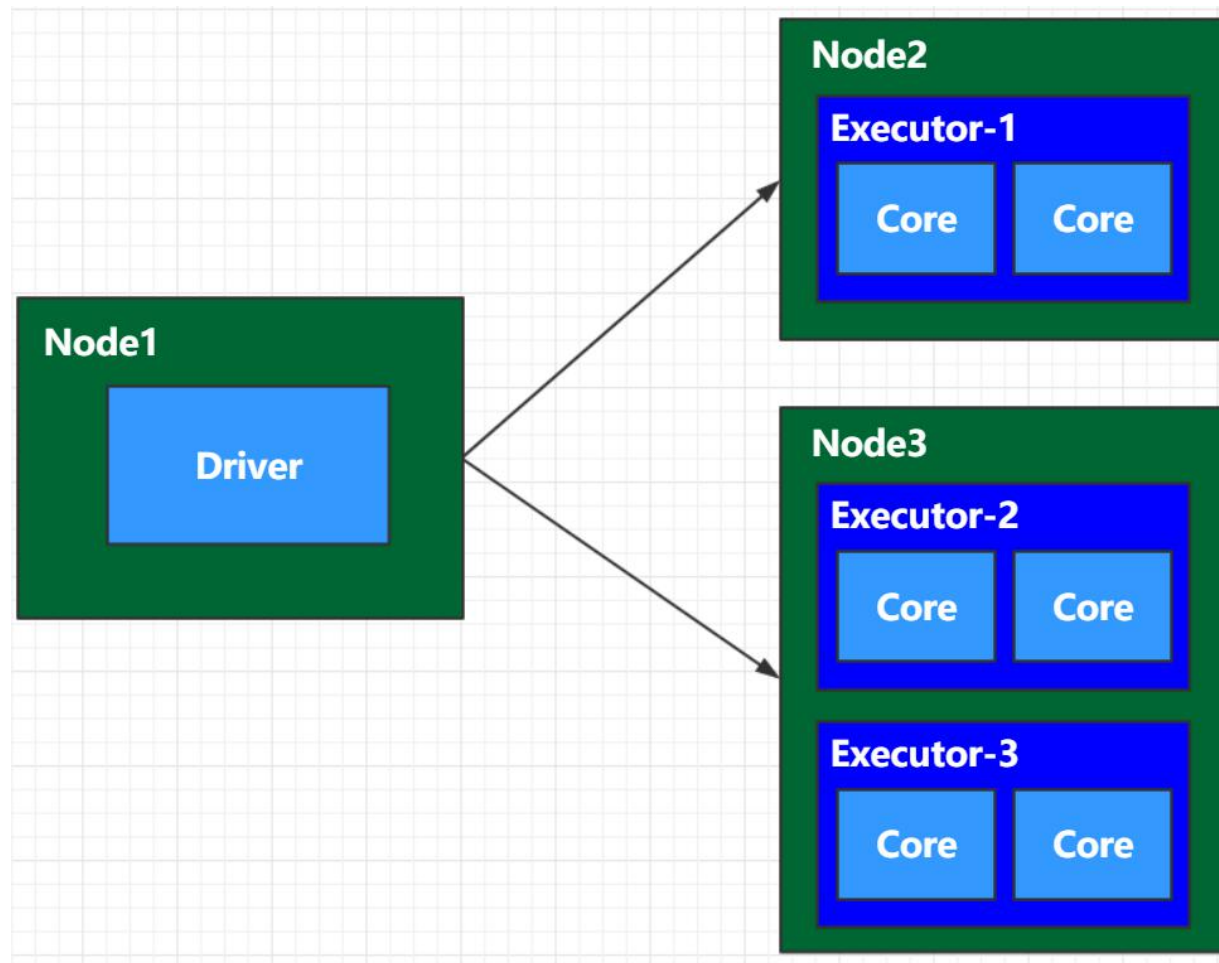 Node1
Driver
Node2
Executor-1
Core Core
Node3
Executor-2
Core Core
Executor-3
Core Core